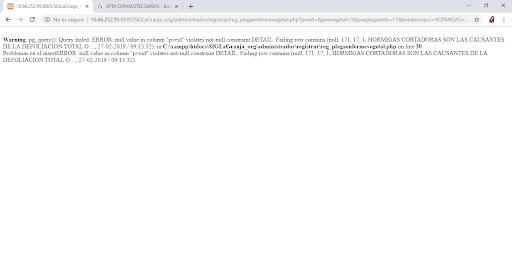 10.66.252.95:8085/SIGLaGranja_
ATTA CEPHALOTES DAÑOS - Bus
No es seguro | 10.66.252.95:8085/SIGLaGranja_org/administrador/registrar/reg_plagaenfermevegetal.php?pveid=&pvevegetal=
Warning: pg_query(): Query failed: ERROR: null value in column "pveid" violates not-null constraint DETAIL: Failing row contains (null, 171, 17, 1, HORMIGAS CORTADORAS SON LAS CAUSANTES
DE LA DEFOLIACION TOTAL O ..., 27-02-2019 / 09:13:32). in C:\xampp\htdocs\SIGLaGranja_org\administrador\registrar\reg_plagaenfermevegetal.php on line 30
Problemas en el insertERROR: null value in column "pveid" violates not-null constraint DETAIL: Failing row contains (null, 171, 17, 1, HORMIGAS CORTADORAS SON LAS CAUSANTES DE LA
DEFOLIACION TOTAL O ..., 27-02-2019 / 09:13:32).